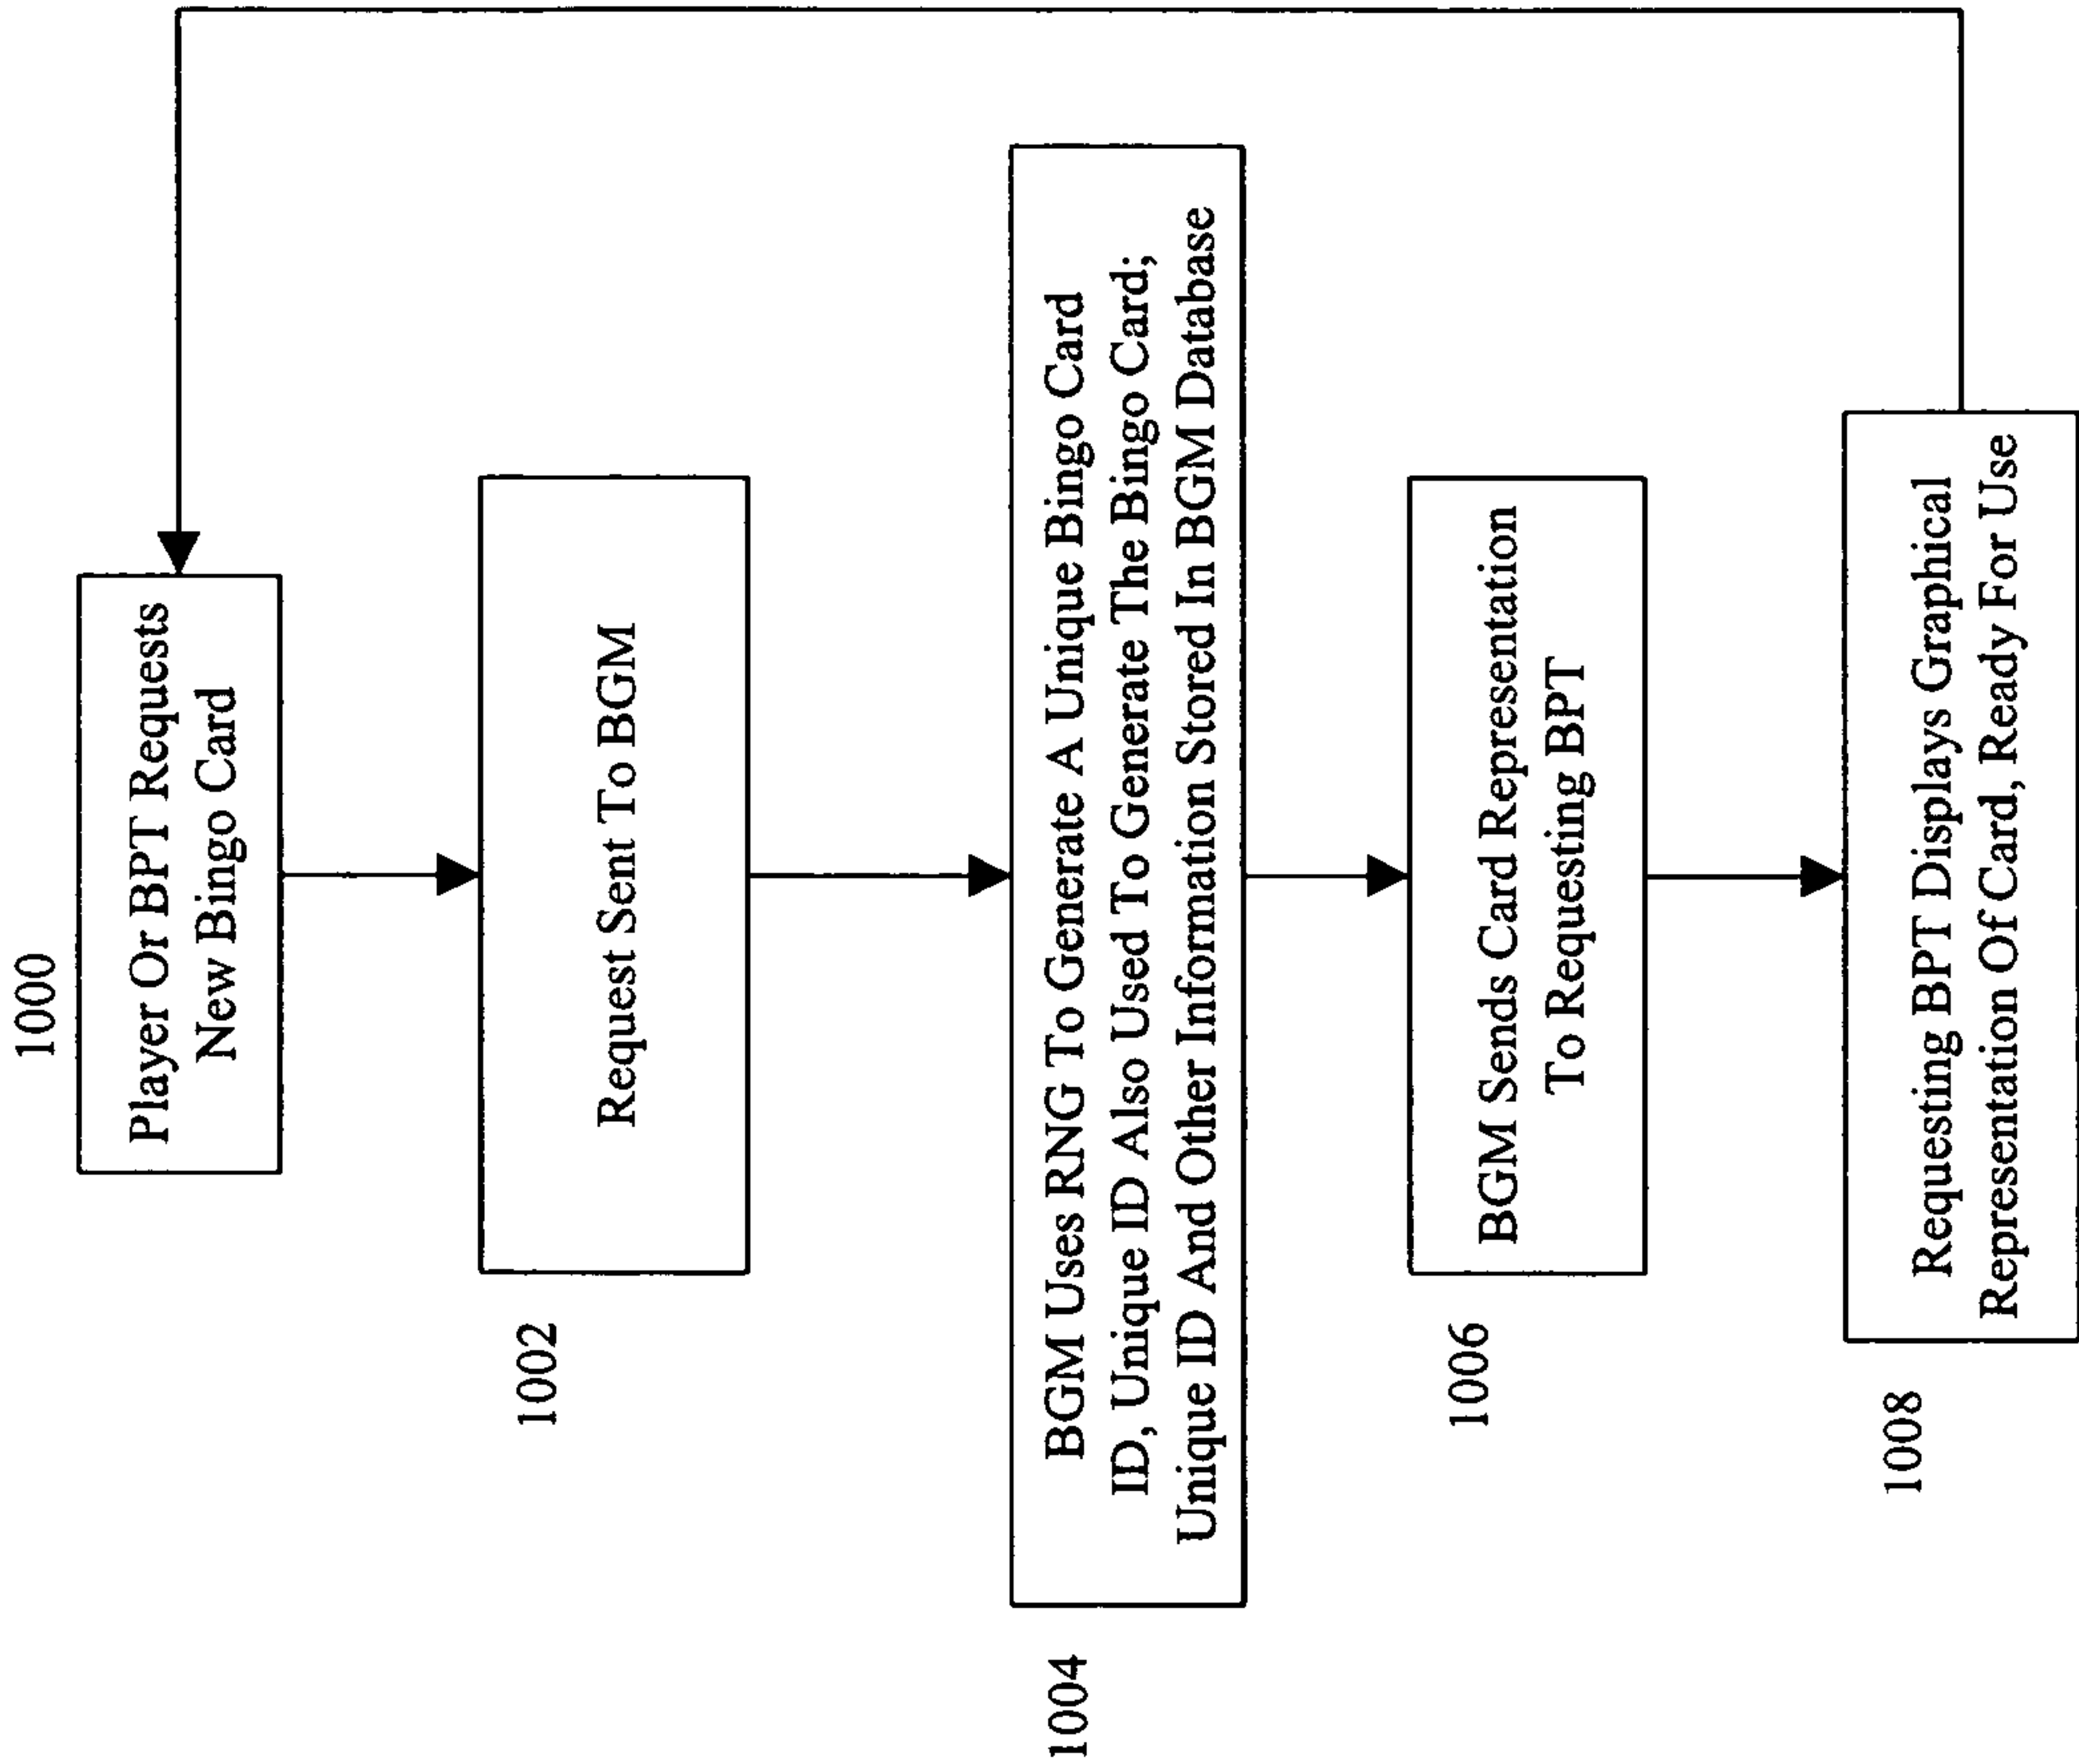 1000
Player Or BPT Requests
New Bingo Card
1002
Request Sent To BGM
1004
BGM Uses RNG To Generate A Unique Bingo Card
ID, Unique ID Also Used To Generate The Bingo Card;
Unique ID And Other Information Stored In BGM Database
1006
BGM Sends Card Representation
To Requesting BPT
1008
Requesting BPT Displays Graphical
Representation Of Card, Ready For Use